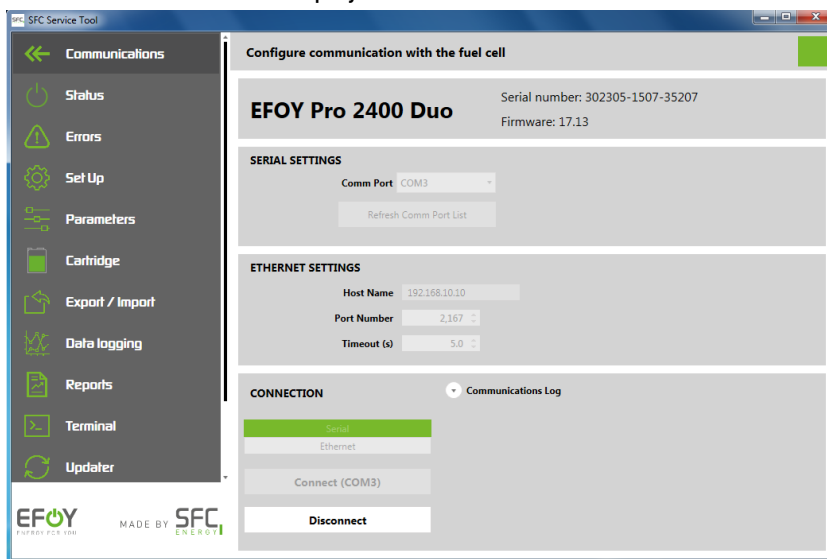 SFC SFC Service Tool
Communications
Status
Errors
Set Up
Parameters
Cartridge
Export / Import
Data logging
Reports
Terminal
Updater
EFOY
ENERGY FOR YOU
MADE BY SFC
ENERGY
Configure communication with the fuel cell
EFOY Pro 2400 Duo
Serial number: 302305-1507-35207
Firmware: 17.13
SERIAL SETTINGS
Comm Port COM3
Refresh Comm Port List
ETHERNET SETTINGS
Host Name 192.168.10.10
Port Number 2,167
Timeout (s) 5.0
CONNECTION
Communications Log
Serial
Ethernet
Connect (COM3)
Disconnect